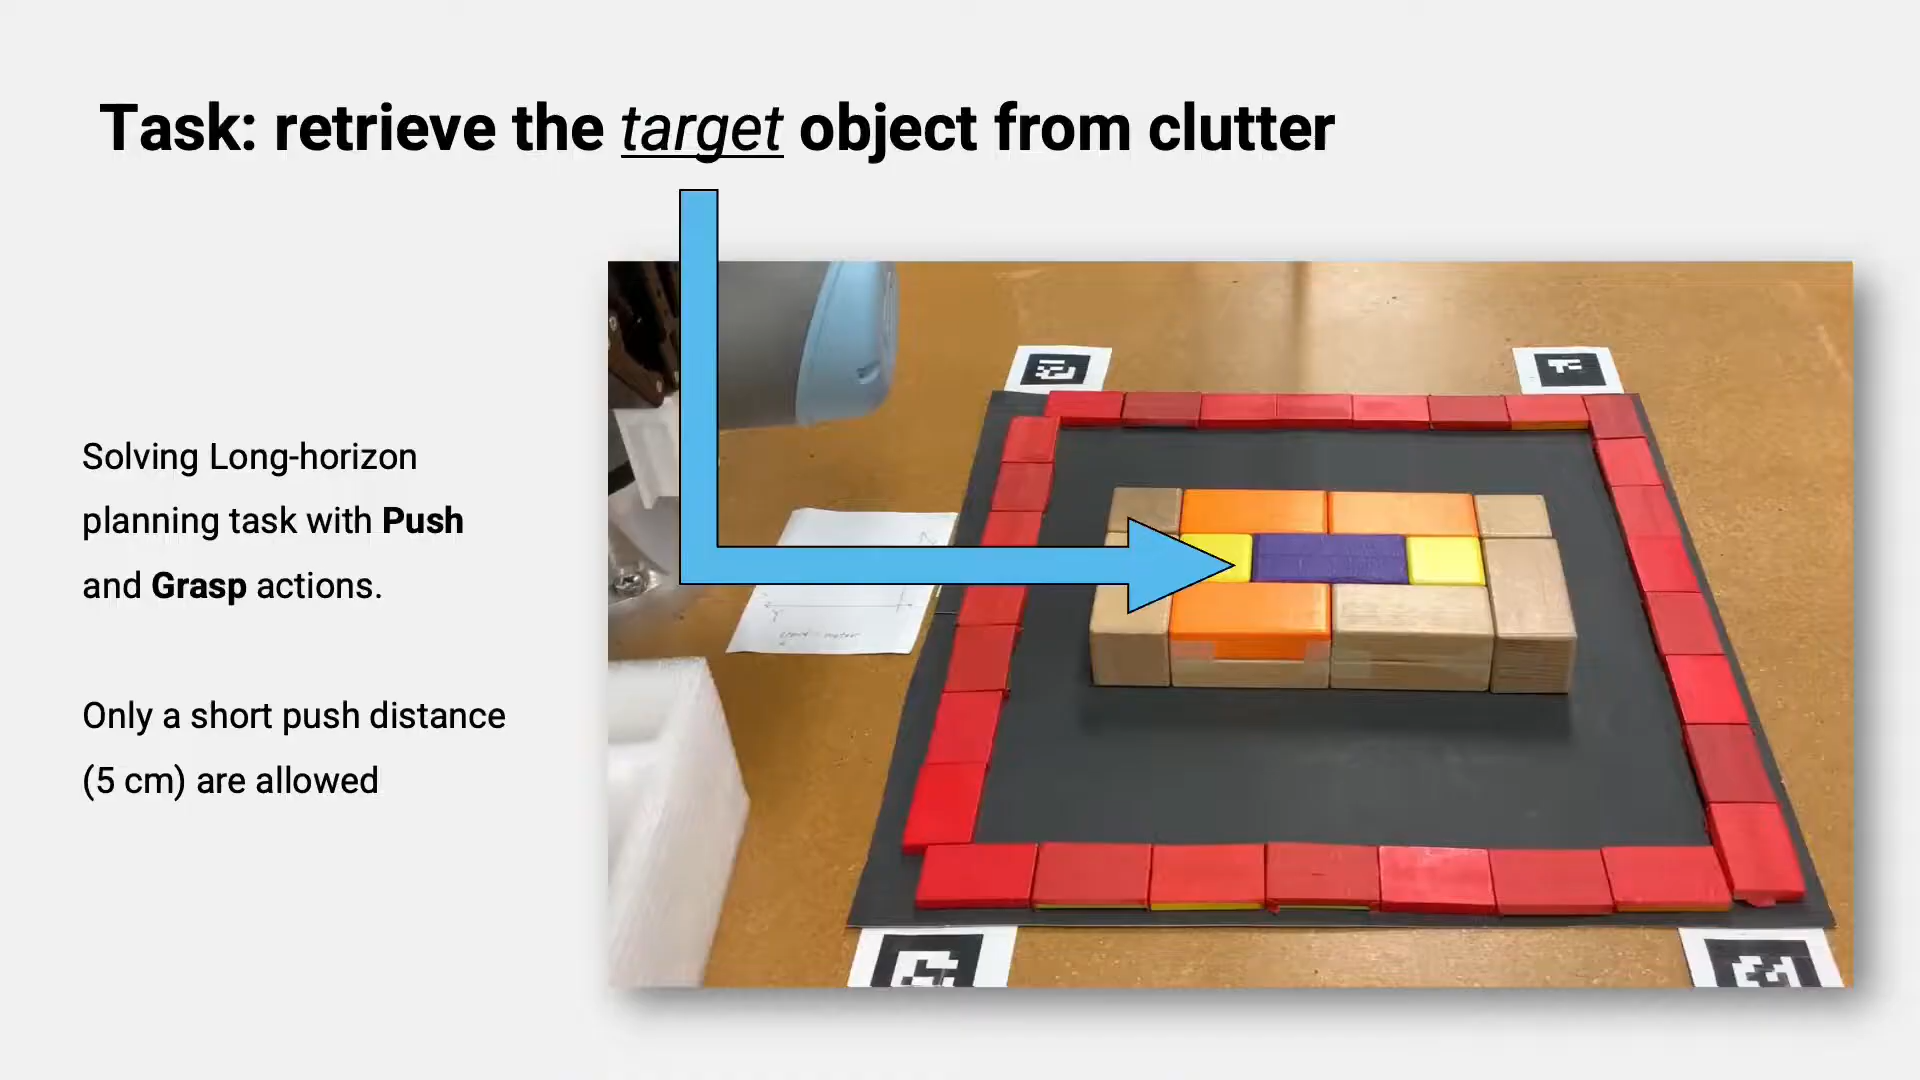 Task: retrieve the target object from clutter
Solving Long-horizon
planning task with Push
and Grasp actions.
Only a short push distance
(5 cm) are allowed